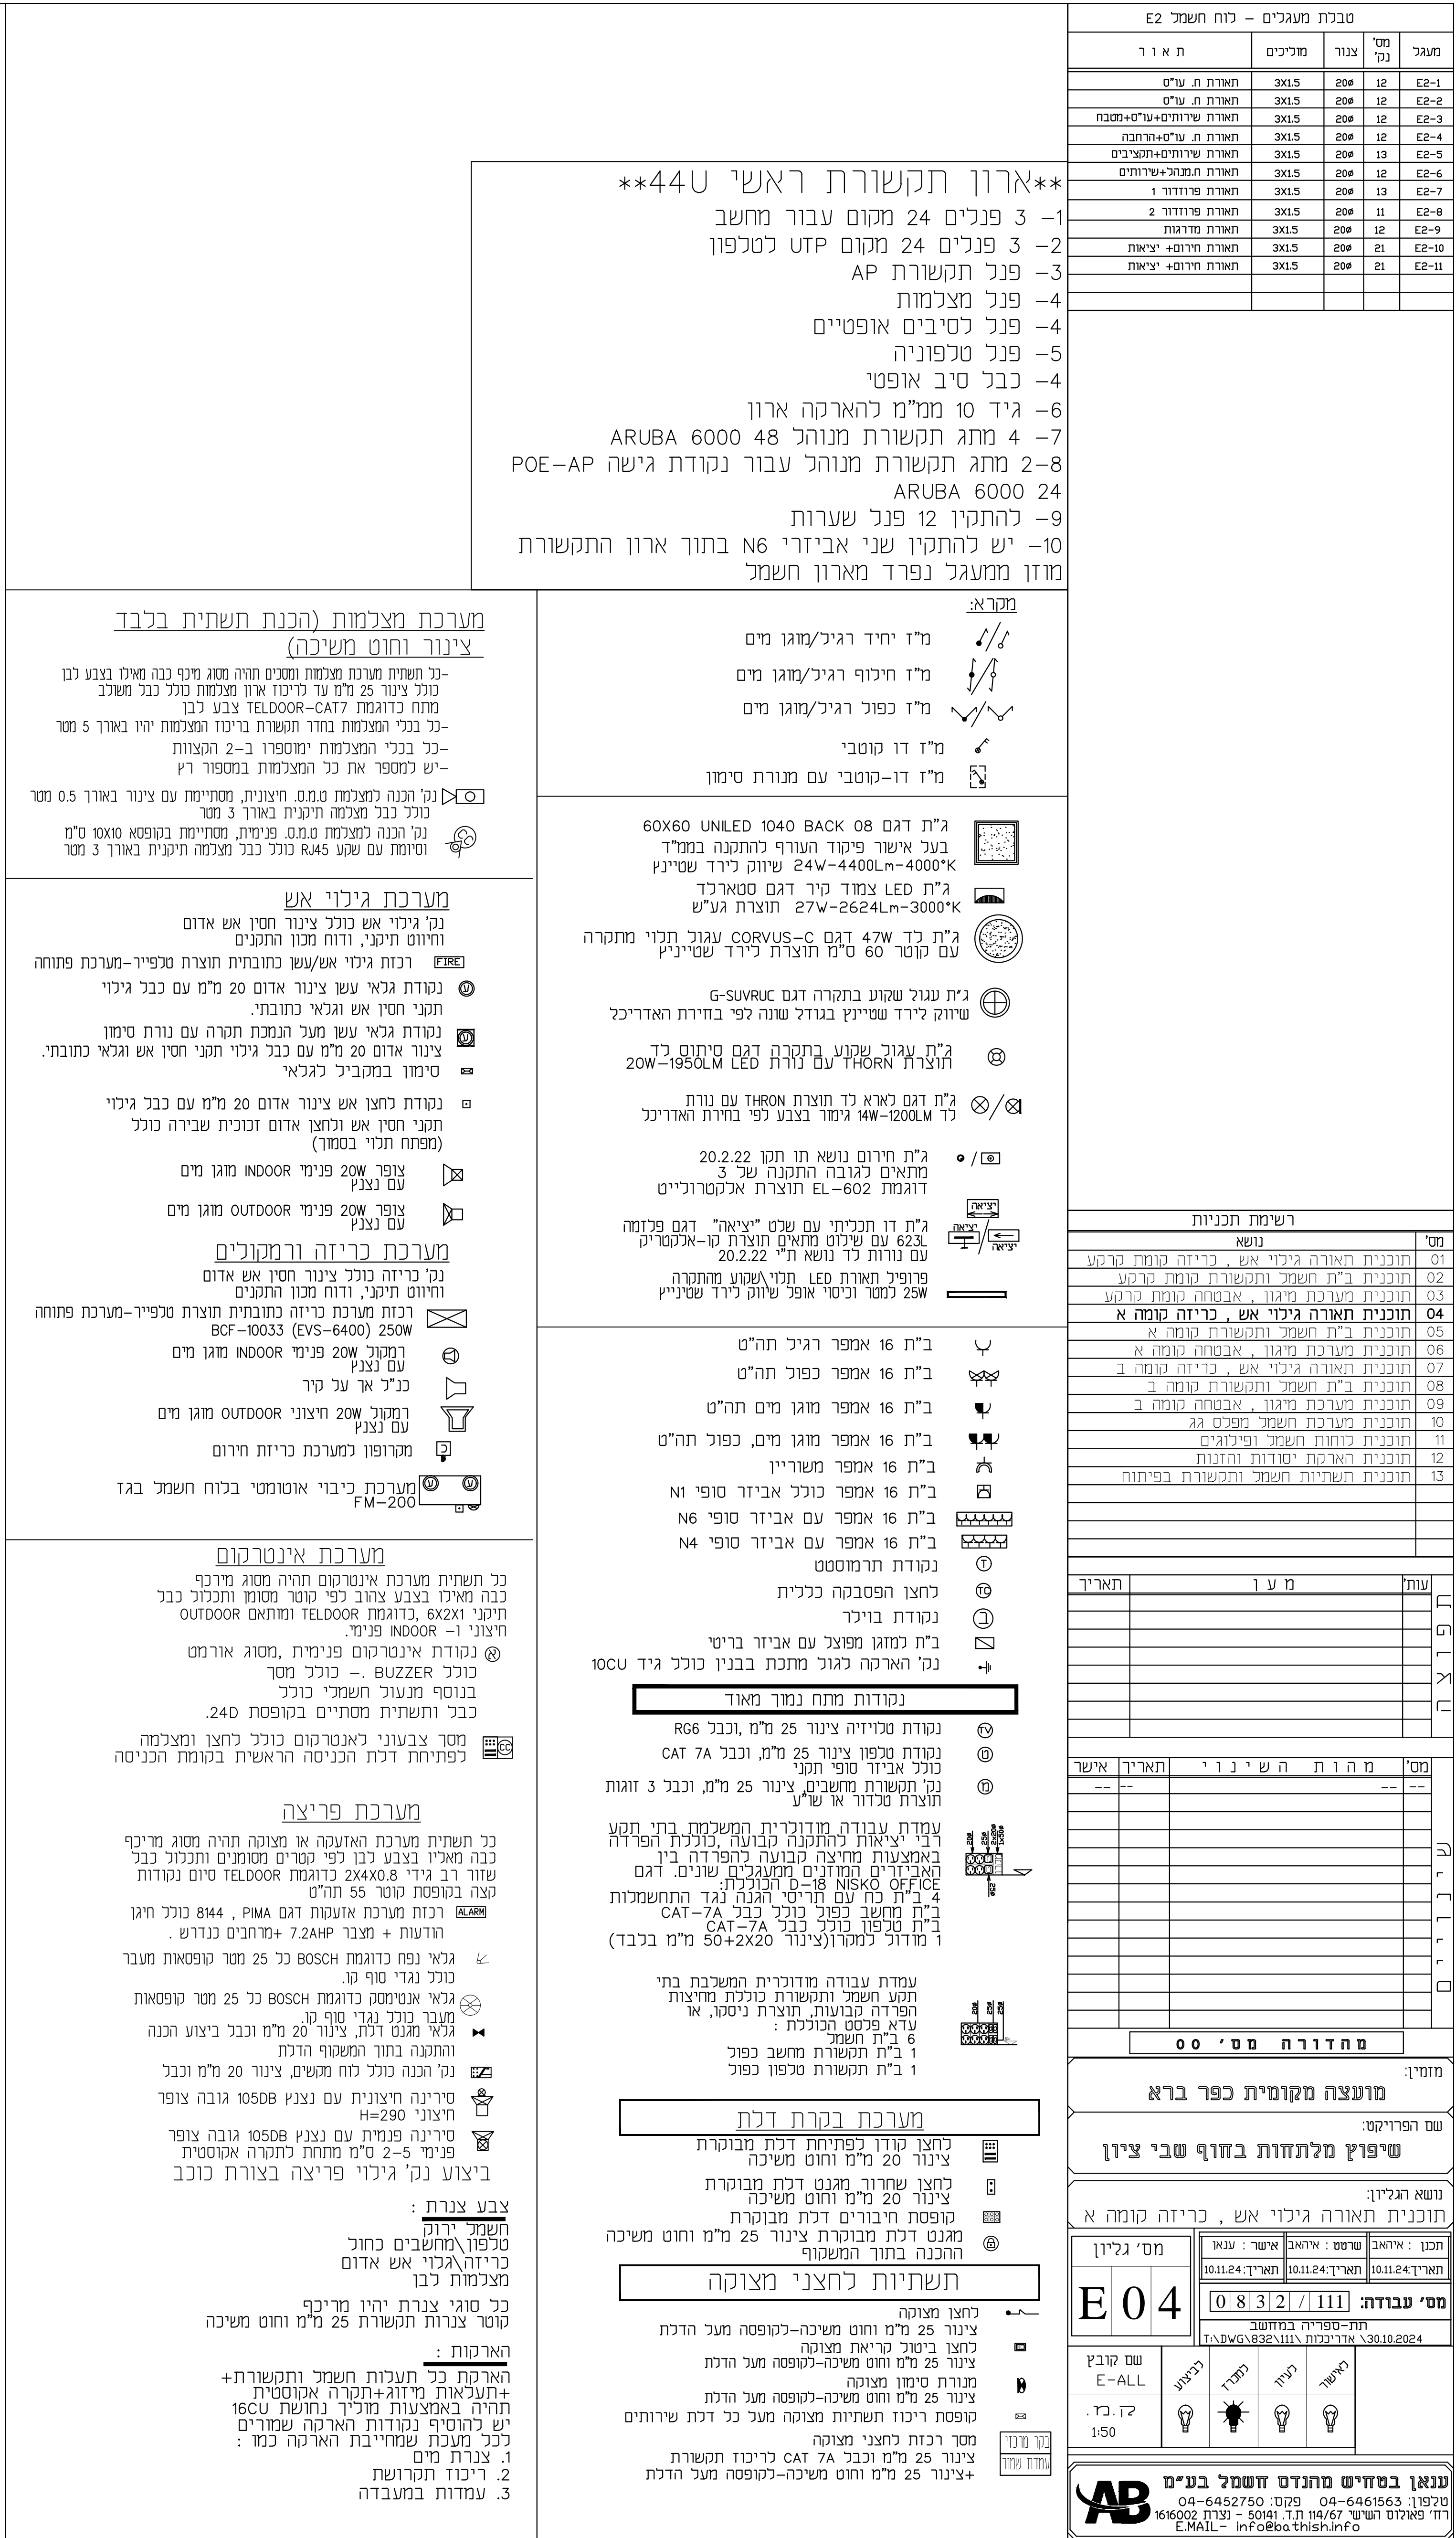 טבלת מעגלים – לוח חשמל E2
מעגל מס' נק' צנור מוליכים ת א ו ר
E2-1 12 20ø 3X1.5 תאורת ח. עו"ס
E2-2 12 20ø 3X1.5 תאורת ח. עו"ס
E2-3 12 20ø 3X1.5 תאורת שירותים+עו"ס+מטבח
E2-4 12 20ø 3X1.5 תאורת ח. עו"ס+הרחבה
E2-5 13 20ø 3X1.5 תאורת שירותים+תקציבים
E2-6 12 20ø 3X1.5 תאורת ח.מנהל+שירותים
E2-7 13 20ø 3X1.5 תאורת פרוזדור 1
E2-8 11 20ø 3X1.5 תאורת פרוזדור 2
E2-9 12 20ø 3X1.5 תאורת מדרגות
E2-10 21 20ø 3X1.5 תאורת חירום+ יציאות
E2-11 21 20ø 3X1.5 תאורת חירום+ יציאות
**ארון תקשורת ראשי 44U**
1– 3 פנלים 24 מקום עבור מחשב
2– 3 פנלים 24 מקום UTP לטלפון
3– פנל תקשורת AP
4– פנל מצלמות
4– פנל לסיבים אופטיים
5– פנל טלפוניה
4– כבל סיב אופטי
6– גיד 10 ממ"מ להארקה ארון
7– 4 מתג תקשורת מנוהל ARUBA 6000 48
8–2 מתג תקשורת מנוהל עבור נקודת גישה POE–AP
ARUBA 6000 24
9– להתקין 12 פנל שערות
10– יש להתקין שני אביזרי N6 בתוך ארון התקשורת
מוזן ממעגל נפרד מארון חשמל
מקרא:
מ"ז יחיד רגיל/מוגן מים
מ"ז חילוף רגיל/מוגן מים
מ"ז כפול רגיל/מוגן מים
מ"ז דו קוטבי
מ"ז דו–קוטבי עם מנורת סימון
ג"ת דגם 60X60 UNILED 1040 BACK 08
בעל אישור פיקוד העורף להתקנה בממ"ד
24W-4400Lm-4000°K שיווק לירד שטיינץ
ג"ת LED צמוד קיר דגם סטארלד
27W-2624Lm-3000°K תוצרת געש"ש
ג"ת לד 47W דגם CORVUS-C עגול תלוי מתקרה
עם קוטר 60 ס"מ תוצרת לירד שטייניץ
ג"ת עגול שקוע בתקרה דגם G-SUVRUC
שיווק לירד שטיינץ בגודל שונה לפי בחירת האדריכל
ג"ת עגול שקוע בתקרה דגם סיתוס לד
תוצרת THORN עם נורת LED 20W-1950LM
ג"ת דגם לארא לד תוצרת THRON עם נורת
לד 14W-1200LM גימור בצבע לפי בחירת האדריכל
ג"ת חירום נושא תו תקן 20.2.22
מתאים לגובה התקנה של 3
דוגמת EL-602 תוצרת אלקטרולייט
יציאה
יציאה
יציאה
ג"ת דו תכליתי עם שלט "יציאה" דגם פלזמה
623L עם שילוט מתאים תוצרת קו-אלקטריק
עם נורות לד נושא ת"י 20.2.22
פרופיל תאורת LED תלוי\שקוע מהתקרה
25W למטר וכיסוי אופל שיווק לירד שטינייץ
ב"ת 16 אמפר רגיל תה"ט
ב"ת 16 אמפר כפול תה"ט
ב"ת 16 אמפר מוגן מים תה"ט
ב"ת 16 אמפר מוגן מים, כפול תה"ט
ב"ת 16 אמפר משוריין
ב"ת 16 אמפר כולל אביזר סופי N1
ב"ת 16 אמפר עם אביזר סופי N6
ב"ת 16 אמפר עם אביזר סופי N4
T נקודת תרמוסטט
לחצן הפסבקה כללית
ב נקודת בוילר
ב"ת למזגן מפוצל עם אביזר בריטי
נק' הארקה לגול מתכת בבנין כולל גיד 10CU
נקודות מתח נמוך מאוד
TV נקודת טלויזיה צינור 25 מ"מ ,וכבל RG6
ט נקודת טלפון צינור 25 מ"מ, וכבל CAT 7A
כולל אביזר סופי תקני
מ נק' תקשורת מחשבים, צינור 25 מ"מ, וכבל 3 זוגות
תוצרת טלדור או שו"ע
עמדת עבודה מודולרית המשלמת בתי תקע
רבי יציאות להתקנה קבועה ,כוללת הפרדה
באמצעות מחיצה קבועה להפרדה בין
האביזרים המוזנים ממעגלים שונים. דגם
D-18 NISKO OFFICE הכוללת:
4 ב"ת כח עם תריסי הגנה נגד התחשמלות
ב"ת מחשב כפול כולל כבל CAT-7A
ב"ת טלפון כולל כבל CAT-7A
1 מודול למקרן(צינור 50+2X20 מ"מ בלבד)
20ø 25ø 2x20ø 1x50ø
25ø
עמדת עבודה מודולרית המשלבת בתי
תקע חשמל ותקשורת כוללת מחיצות
הפרדה קבועות, תוצרת ניסקו, או
עדא פלסט הכוללת :
6 ב"ת חשמל
1 ב"ת תקשורת מחשב כפול
1 ב"ת תקשורת טלפון כפול
20ø 25ø 25ø
מערכת בקרת דלת
לחצן קודן לפתיחת דלת מבוקרת
צינור 20 מ"מ וחוט משיכה
לחצן שחרור מגנט דלת מבוקרת
צינור 20 מ"מ וחוט משיכה
קופסת חיבורים דלת מבוקרת
מגנט דלת מבוקרת צינור 25 מ"מ וחוט משיכה
ההכנה בתוך המשקוף
תשתיות לחצני מצוקה
לחצן מצוקה
צינור 25 מ"מ וחוט משיכה–לקופסה מעל הדלת
לחצן ביטול קריאת מצוקה
צינור 25 מ"מ וחוט משיכה–לקופסה מעל הדלת
מנורת סימון מצוקה
צינור 25 מ"מ וחוט משיכה–לקופסה מעל הדלת
קופסת ריכוז תשתיות מצוקה מעל כל דלת שירותים
בקר מרכזי
עמדת שמור
מסך רכזת לחצני מצוקה
צינור 25 מ"מ וכבל CAT 7A לריכוז תקשורת
+צינור 25 מ"מ וחוט משיכה–לקופסה מעל הדלת
מערכת מצלמות (הכנת תשתית בלבד
צינור וחוט משיכה)
–כל תשתית מערכת מצלמות ומסכים תהיה מסוג מיכף כבה מאילו בצבע לבן
כולל צינור 25 מ"מ עד לריכוז ארון מצלמות כולל כבל משולב
מתח כדוגמת TELDOOR-CAT7 צבע לבן
–כל בכלי המצלמות בחדר תקשורת בריכוז המצלמות יהיו באורך 5 מטר
–כל בכלי המצלמות ימוספרו ב–2 הקצוות
–יש למספר את כל המצלמות במספור רץ
נק' הכנה למצלמת ט.מ.ס. חיצונית, מסתיימת עם צינור באורך 0.5 מטר
כולל כבל מצלמה תיקנית באורך 3 מטר
נק' הכנה למצלמת ט.מ.ס. פנימית, מסתיימת בקופסא 10X10 ס"מ
וסיומת עם שקע RJ45 כולל כבל מצלמה תיקנית באורך 3 מטר
מערכת גילוי אש
נק' גילוי אש כולל צינור חסין אש אדום
וחיווט תיקני, ודוח מכון התקנים
FIRE רכזת גילוי אש/עשן כתובתית תוצרת טלפייר–מערכת פתוחה
ע נקודת גלאי עשן צינור אדום 20 מ"מ עם כבל גילוי
תקני חסין אש וגלאי כתובתי.
ע נקודת גלאי עשן מעל הנמכת תקרה עם נורת סימון
צינור אדום 20 מ"מ עם כבל גילוי תקני חסין אש וגלאי כתובתי.
סימון במקביל לגלאי
נקודת לחצן אש צינור אדום 20 מ"מ עם כבל גילוי
תקני חסין אש ולחצן אדום זכוכית שבירה כולל
(מפתח תלוי בסמוך)
צופר 20W פנימי INDOOR מוגן מים
עם נצנץ
צופר 20W פנימי OUTDOOR מוגן מים
עם נצנץ
מערכת כריזה ורמקולים
נק' כריזה כולל צינור חסין אש אדום
וחיווט תיקני, ודוח מכון התקנים
רכזת מערכת כריזה כתובתית תוצרת טלפייר–מערכת פתוחה
BCF-10033 (EVS-6400) 250W
רמקול 20W פנימי INDOOR מוגן מים
עם נצנץ
כנ"ל אך על קיר
רמקול 20W חיצוני OUTDOOR מוגן מים
עם נצנץ
כ מקרופון למערכת כריזת חירום
ע ע מערכת כיבוי אוטומטי בלוח חשמל בגז
FM-200
מערכת אינטרקום
כל תשתית מערכת אינטרקום תהיה מסוג מירכף
כבה מאילו בצבע צהוב לפי קוטר מסומן ותכלול כבל
תיקני 6X2X1 ,כדוגמת TELDOOR ומותאם OUTDOOR
חיצוני ו– INDOOR פנימי.
א נקודת אינטרקום פנימית ,מסוג אורמט
כולל BUZZER .– כולל מסך
בנוסף מנעול חשמלי כולל
כבל ותשתית מסתיים בקופסת 24D.
CC מסך צבעוני לאנטרקום כולל לחצן ומצלמה
לפתיחת דלת הכניסה הראשית בקומת הכניסה
מערכת פריצה
כל תשתית מערכת האזעקה או מצוקה תהיה מסוג מריכף
כבה מאליו בצבע לבן לפי קטרים מסומנים ותכלול כבל
שזור רב גידי 2X4X0.8 כדוגמת TELDOOR סיום נקודות
קצה בקופסת קוטר 55 תה"ט
ALARM רכזת מערכת אזעקות דגם PIMA , 8144 כולל חיגן
הודעות + מצבר 7.2AHP +מרחבים כנדרש .
גלאי נפח כדוגמת BOSCH כל 25 מטר קופסאות מעבר
כולל נגדי סוף קו.
גלאי אנטימסק כדוגמת BOSCH כל 25 מטר קופסאות
מעבר כולל נגדי סוף קו.
גלאי מגנט דלת, צינור 20 מ"מ וכבל ביצוע הכנה
והתקנה בתוך המשקוף הדלת
נק' הכנה כולל לוח מקשים, צינור 20 מ"מ וכבל
סירינה חיצונית עם נצנץ 105DB גובה צופר
חיצוני H=290
סירינה פנמית עם נצנץ 105DB גובה צופר
פנימי 2–5 ס"מ מתחת לתקרה אקוסטית
ביצוע נק' גילוי פריצה בצורת כוכב
צבע צנרת :
חשמל ירוק
טלפון\מחשבים כחול
כריזה\גלוי אש אדום
מצלמות לבן
כל סוגי צנרת יהיו מריכף
קוטר צנרות תקשורת 25 מ"מ וחוט משיכה
הארקות :
הארקת כל תעלות חשמל ותקשורת+
+תעלאות מיזוג+תקרה אקוסטית
תהיה באמצעות מוליך נחושת 16CU
יש להוסיף נקודות הארקה שמורים
לכל מעכת שמחייבת הארקה כמו :
1. צנרת מים
2. ריכוז תקרושת
3. עמדות במעבדה
רשימת תכניות
מס' נושא
01 תוכנית תאורה גילוי אש , כריזה קומת קרקע
02 תוכנית ב"ת חשמל ותקשורת קומת קרקע
03 תוכנית מערכת מיגון , אבטחה קומת קרקע
04 תוכנית תאורה גילוי אש , כריזה קומה א
05 תוכנית ב"ת חשמל ותקשורת קומה א
06 תוכנית מערכת מיגון , אבטחה קומה א
07 תוכנית תאורה גילוי אש , כריזה קומה ב
08 תוכנית ב"ת חשמל ותקשורת קומה ב
09 תוכנית מערכת מיגון , אבטחה קומה ב
10 תוכנית מערכת חשמל מפלס גג
11 תוכנית לוחות חשמל ופילוגים
12 תוכנית הארקת יסודות והזנות
13 תוכנית תשתיות חשמל ותקשורת בפיתוח
עות' מ ע ן תאריך
ת פ ו צ ה
מס' מ ה ו ת ה ש י נ ו י תאריך אישר
-- -- -- --
ש י נ ו י י ם
מהדורה מס' 00
מזמין:
מועצה מקומית כפר ברא
שם הפרויקט:
שיפוץ מלתחות בחוף שבי ציון
נושא הגליון:
תוכנית תאורה גילוי אש , כריזה קומה א
מס' גליון
E 0 4
תכנן : איהאב שרטט : איהאב אישר : ענאן
תאריך:10.11.24 תאריך:10.11.24 תאריך:10.11.24
מס' עבודה: 0 8 3 2 / 111
תת-ספריה במחשב
T:\DWG\832\111\ אדריכלות \30.10.2024
שם קובץ
E-ALL
ק.מ.
1:50
לאישור לעיון למכרז לביצוע
AB
ענאן בטחיש מהנדס חשמל בע"מ
טלפון: 04-6461563 פקס: 04-6452750
רח' פאולוס השישי 114/67 ת.ד. 50141 - נצרת 1616002
E.MAIL- info@bathish.info